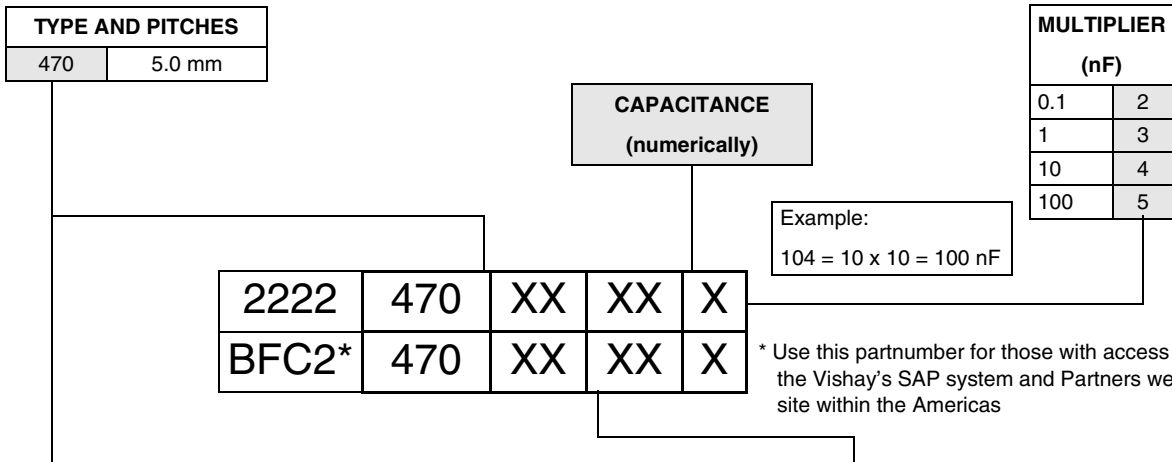 TYPE AND PITCHES
470 5.0 mm
MULTIPLIER
(nF)
0.1 2
1 3
10 4
100 5
CAPACITANCE
(numerically)
Example:
104 = 10 x 10 = 100 nF
2222 470 XX XX X
BFC2* 470 XX XX X
* Use this partnumber for those with access
the Vishay's SAP system and Partners we
site within the Americas